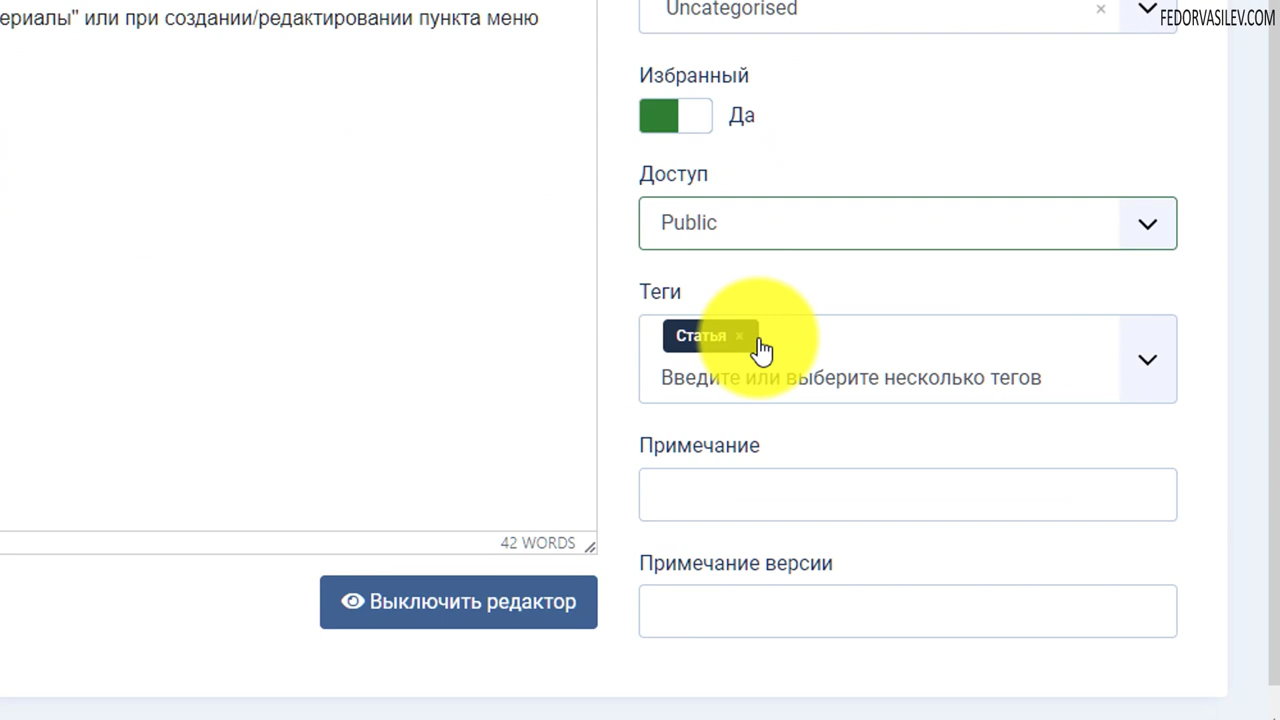 FEDORVASILEV.COM
ериалы" или при создании/редактировании пункта меню
42 WORDS
Выключить редактор
Uncategorised ×
Избранный
Да
Доступ
Public
Теги
Статья ×
Введите или выберите несколько тегов
Примечание
Примечание версии